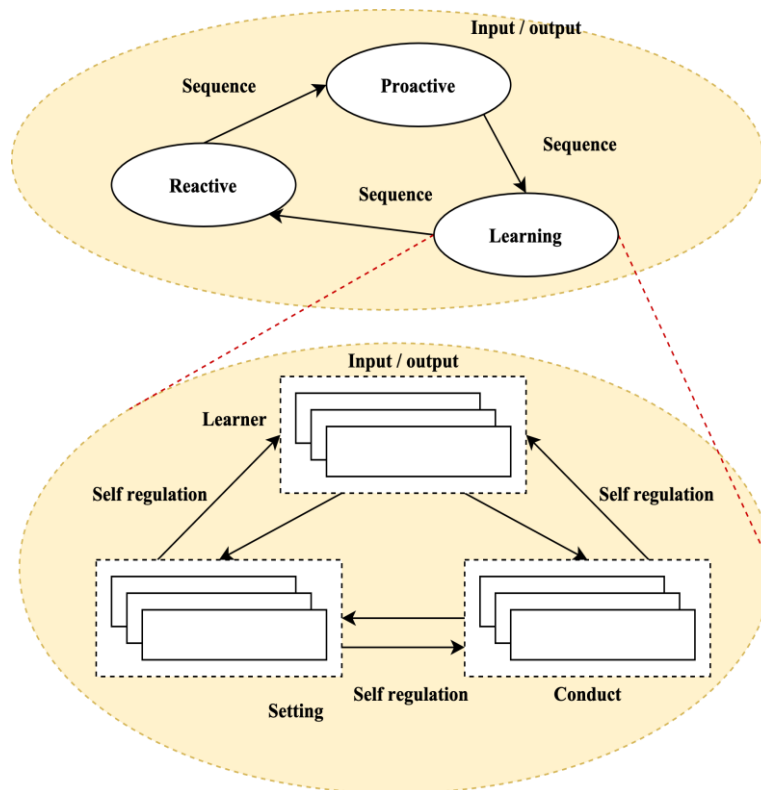 Input / output
Sequence
Proactive
Sequence
Reactive
Sequence
Learning
Input / output
Learner
Self regulation
Self regulation
Self regulation
Setting
Conduct